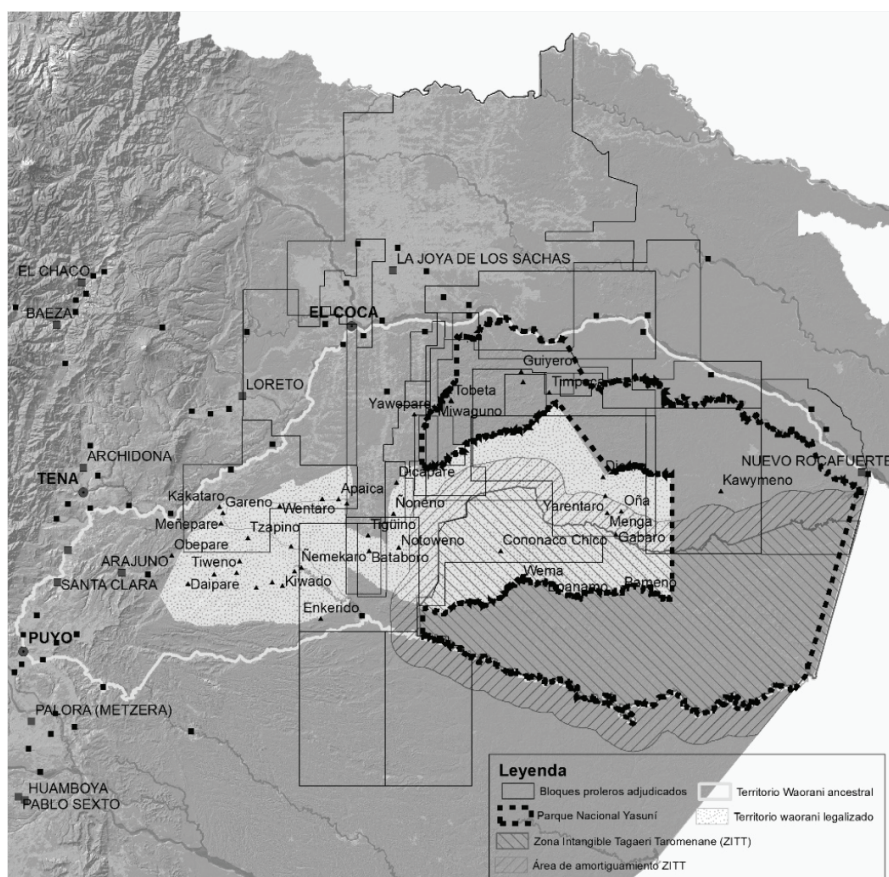 LA JOYA DE LOS SACHAS
EL CHACO
BAEZA
EL COCA
Guiyero
LORETO
Tobeta
Yawepare
Miwaguno
ARCHIDONA
TENA
Dicapare
NUEVO ROCAFUERTE
Kawymeno
Kakataro
Gareno
Apaica
Wentaro
Ñoneno
Oña
Yarentaro
Meñepare
Menga
Tzapino
Tigüino
Gabaro
Obepare
Notoweno
Cononaco Chico
ARAJUNO
Tiweno
Ñemekaro
Bataboro
Wema
SANTA CLARA
Daipare
Kiwado
Enkerido
PUYO
PALORA (METZERA)
HUAMBOYA
PABLO SEXTO
Leyenda
Bloques proleros adjudicados
Territorio Waorani ancestral
Parque Nacional Yasuní
Territorio waorani legalizado
Zona Intangible Tagaeri Taromenane (ZITT)
Área de amortiguamiento ZITT